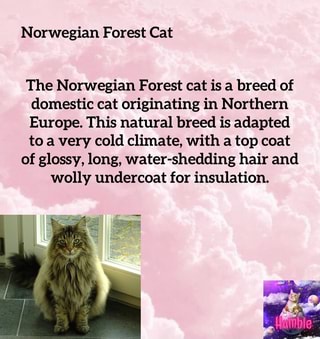 Norwegian Forest Cat
The Norwegian Forest cat is a breed of
domestic cat originating in Northern
Europe. This natural breed is adapted
to a very cold climate, with a top coat
of glossy, long, water-shedding hair and
wolly undercoat for insulation.
Humbie